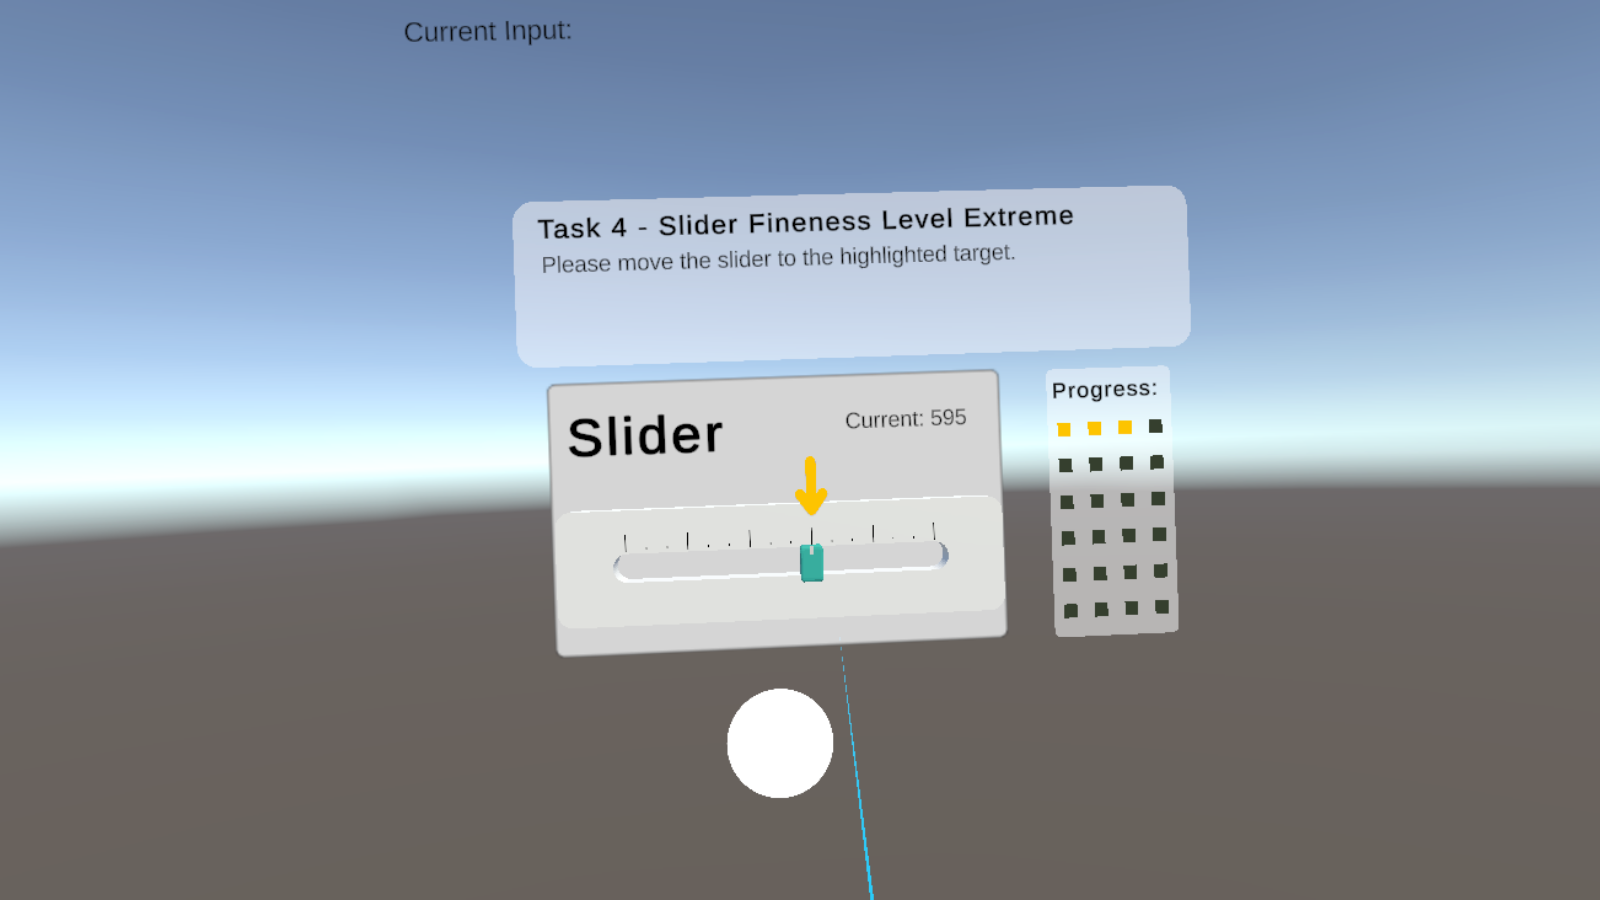 Current Input:
Task 4 - Slider Fineness Level Extreme
Please move the slider to the highlighted target.
Slider
Current: 595
Progress: